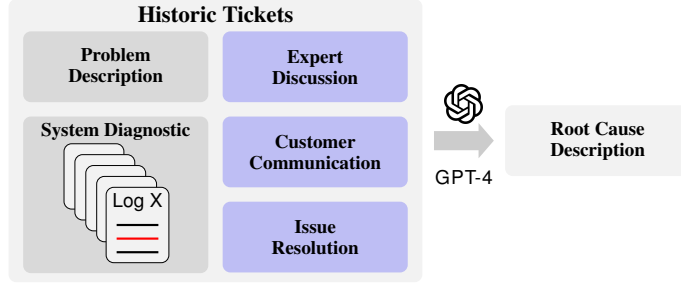 Historic Tickets
Problem
Description
Expert
Discussion
System Diagnostic
Log X
Customer
Communication
Issue
Resolution
GPT-4
Root Cause
Description